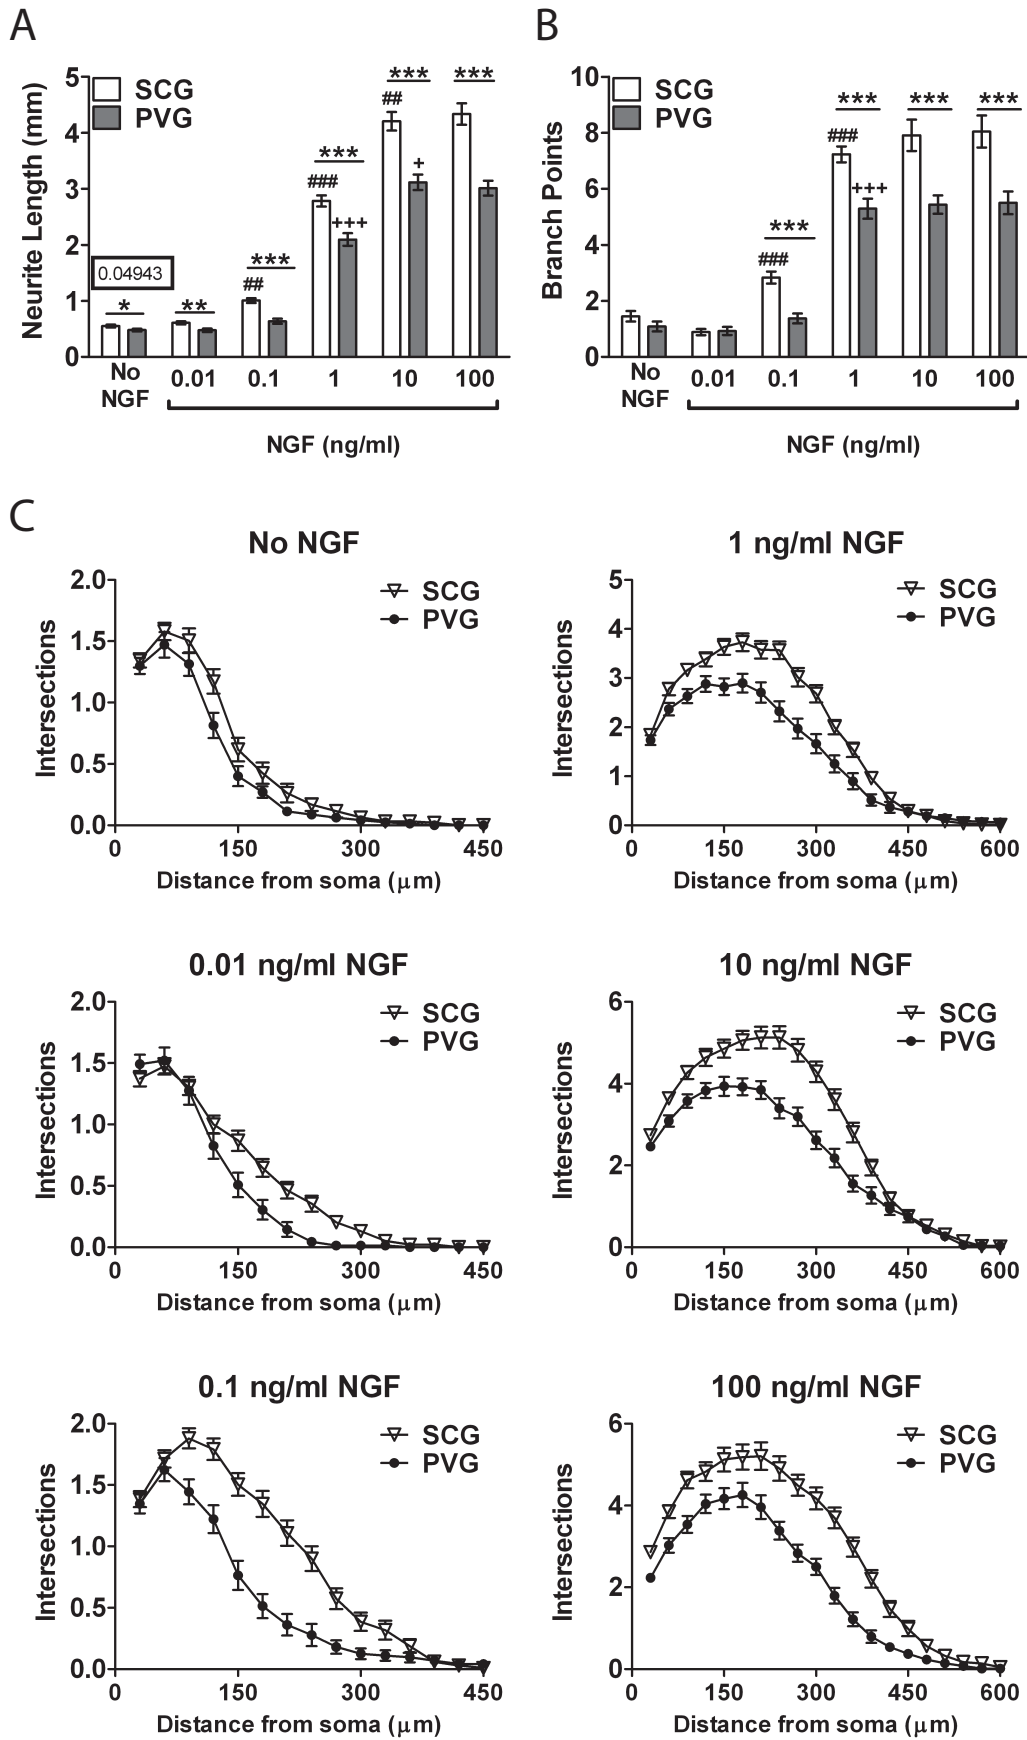 A
B
Neurite Length (mm)
5
4
3
2
1
0
SCG
PVG
0.04943
*
**
##
***
###
***
+++
##
***
+
***
No NGF
0.01
0.1
1
10
100
NGF (ng/ml)
Branch Points
10
8
6
4
2
0
SCG
PVG
###
***
###
***
+++
***
***
No NGF
0.01
0.1
1
10
100
NGF (ng/ml)
C
No NGF
Intersections
2.0
1.5
1.0
0.5
0.0
SCG
PVG
0 150 300 450
Distance from soma (μm)
1 ng/ml NGF
Intersections
5
4
3
2
1
0
SCG
PVG
0 150 300 450 600
Distance from soma (μm)
0.01 ng/ml NGF
Intersections
2.0
1.5
1.0
0.5
0.0
SCG
PVG
0 150 300 450
Distance from soma (μm)
10 ng/ml NGF
Intersections
6
4
2
0
SCG
PVG
0 150 300 450 600
Distance from soma (μm)
0.1 ng/ml NGF
Intersections
2.0
1.5
1.0
0.5
0.0
SCG
PVG
0 150 300 450
Distance from soma (μm)
100 ng/ml NGF
Intersections
6
4
2
0
SCG
PVG
0 150 300 450 600
Distance from soma (μm)